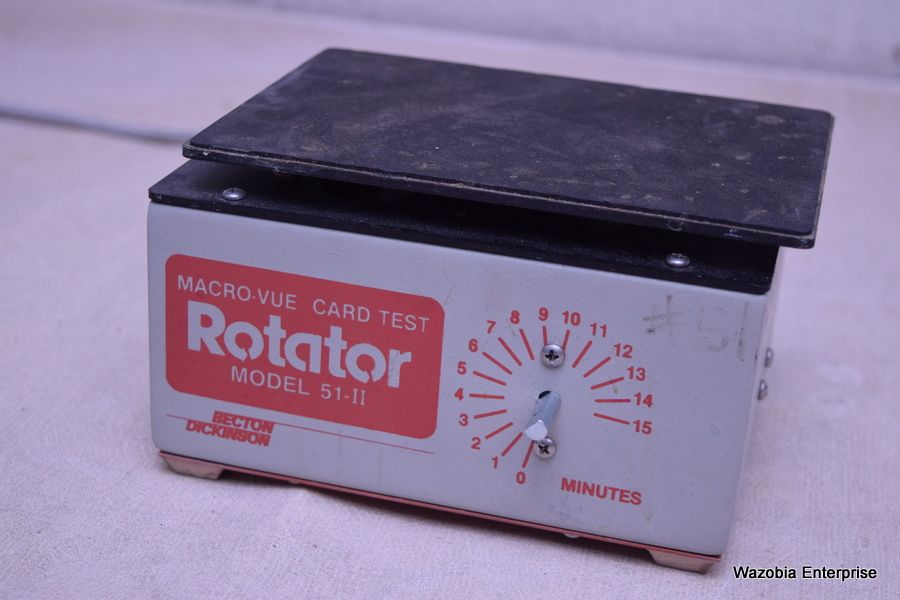 MACRO-VUE CARD TEST
Rotator
MODEL 51-II
BECTON
DICKINSON
0
1
2
3
4
5
6
7
8
9
10
11
12
13
14
15
MINUTES
Wazobia Enterprise